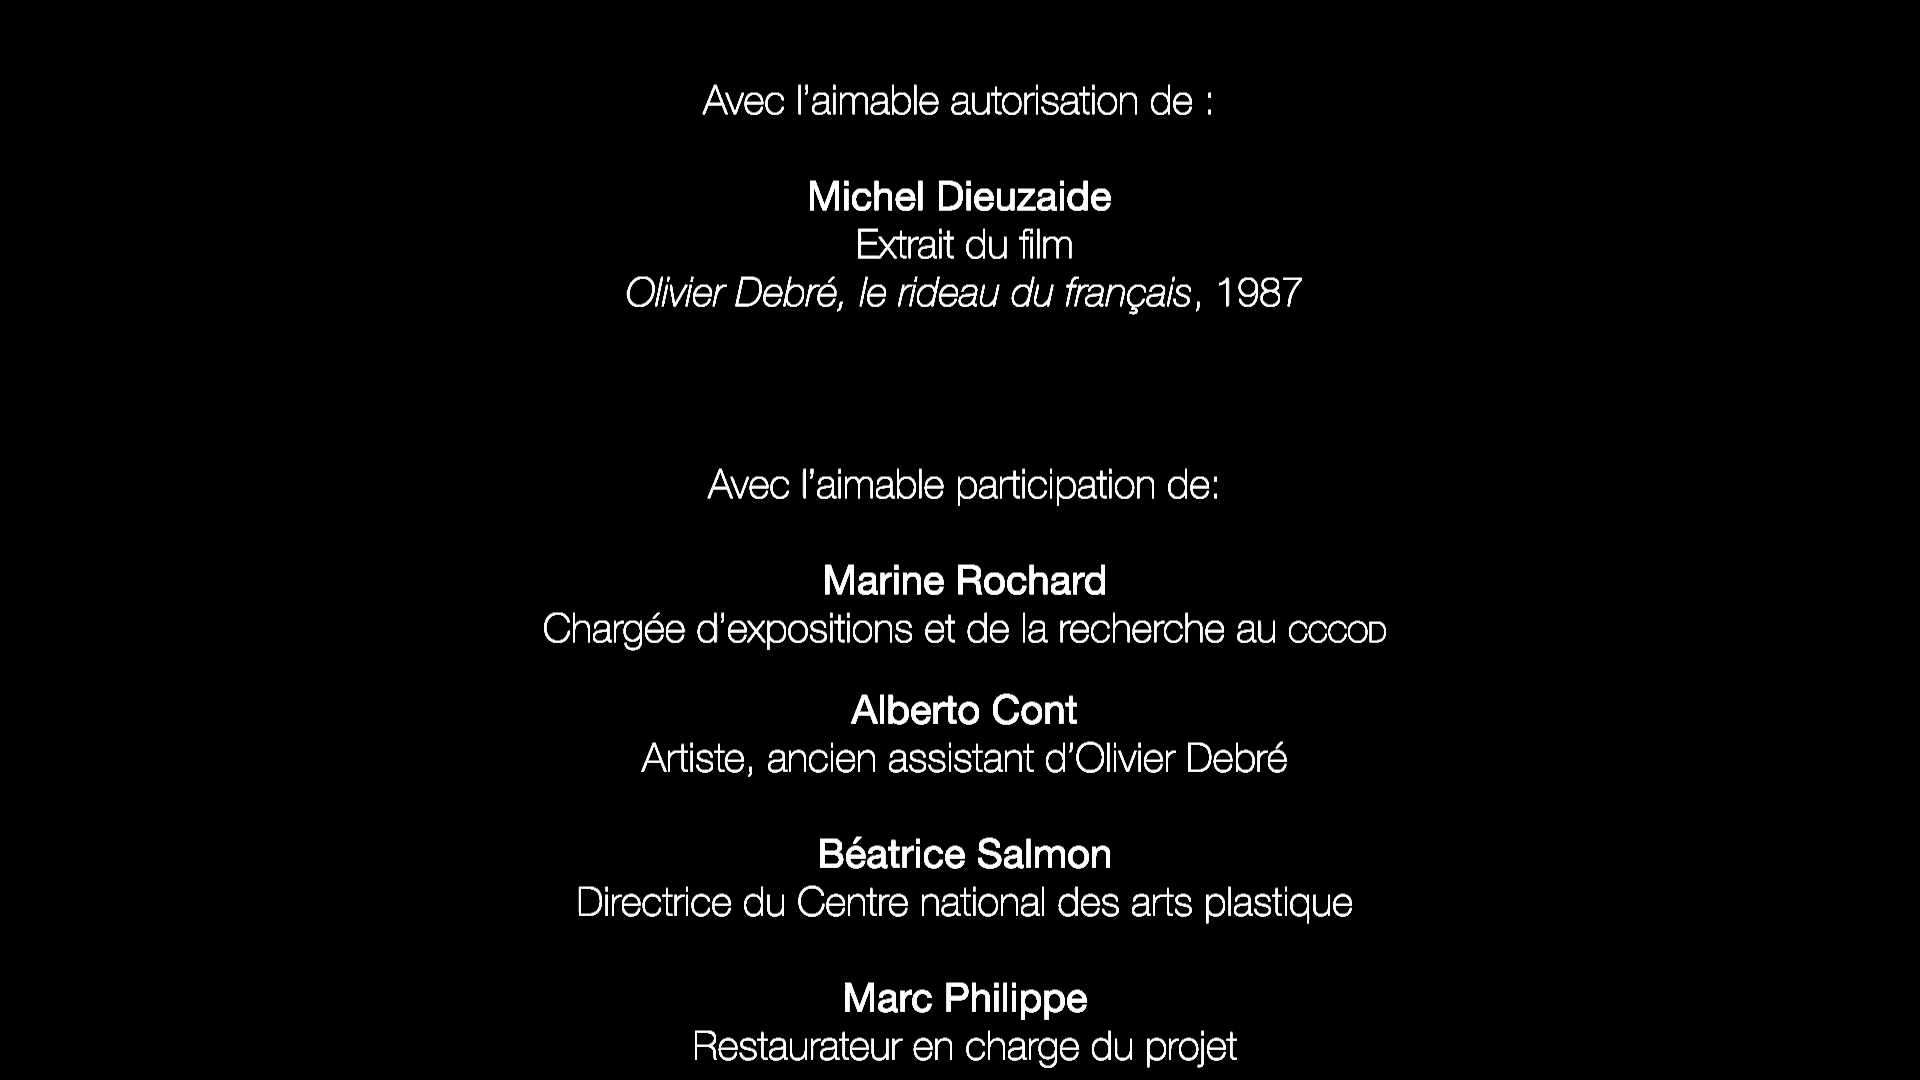 Avec l’aimable autorisation de :
Michel Dieuzaide
Extrait du film
Olivier Debré, le rideau du français, 1987
Avec l’aimable participation de:
Marine Rochard
Chargée d’expositions et de la recherche au CCCOD
Alberto Cont
Artiste, ancien assistant d’Olivier Debré
Béatrice Salmon
Directrice du Centre national des arts plastique
Marc Philippe
Restaurateur en charge du projet